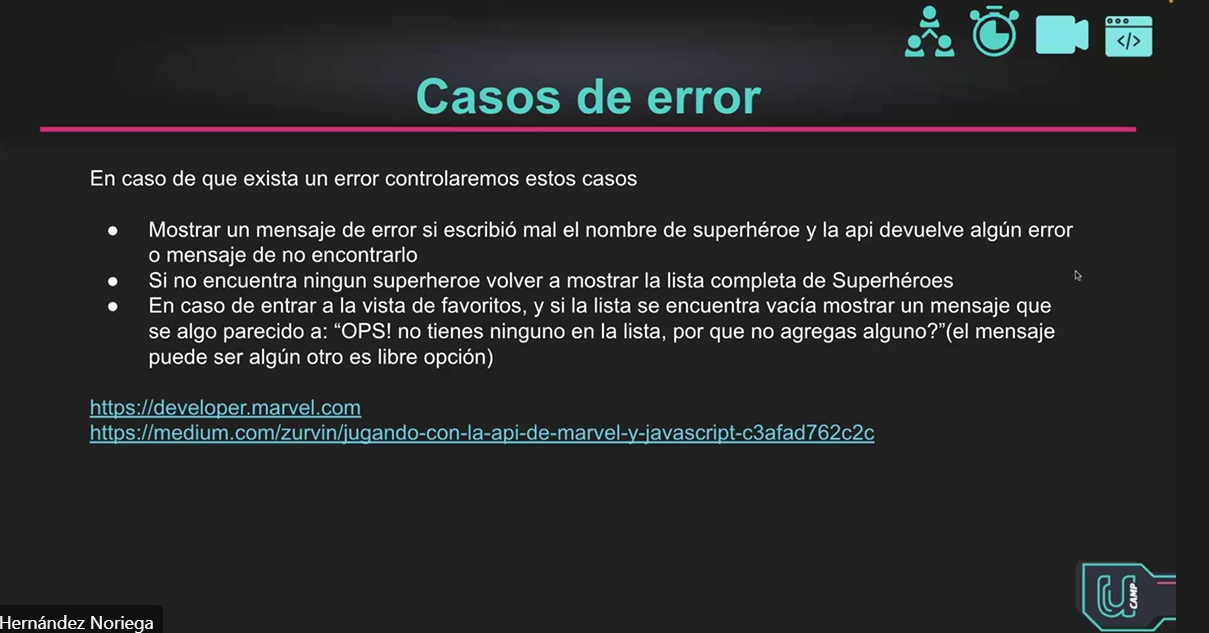 </>
Casos de error
En caso de que exista un error controlaremos estos casos
● Mostrar un mensaje de error si escribió mal el nombre de superhéroe y la api devuelve algún error
o mensaje de no encontrarlo
● Si no encuentra ningun superheroe volver a mostrar la lista completa de Superhéroes
● En caso de entrar a la vista de favoritos, y si la lista se encuentra vacía mostrar un mensaje que
se algo parecido a: “OPS! no tienes ninguno en la lista, por que no agregas alguno?”(el mensaje
puede ser algún otro es libre opción)
https://developer.marvel.com
https://medium.com/zurvin/jugando-con-la-api-de-marvel-y-javascript-c3afad762c2c
U CAMP
Hernández Noriega